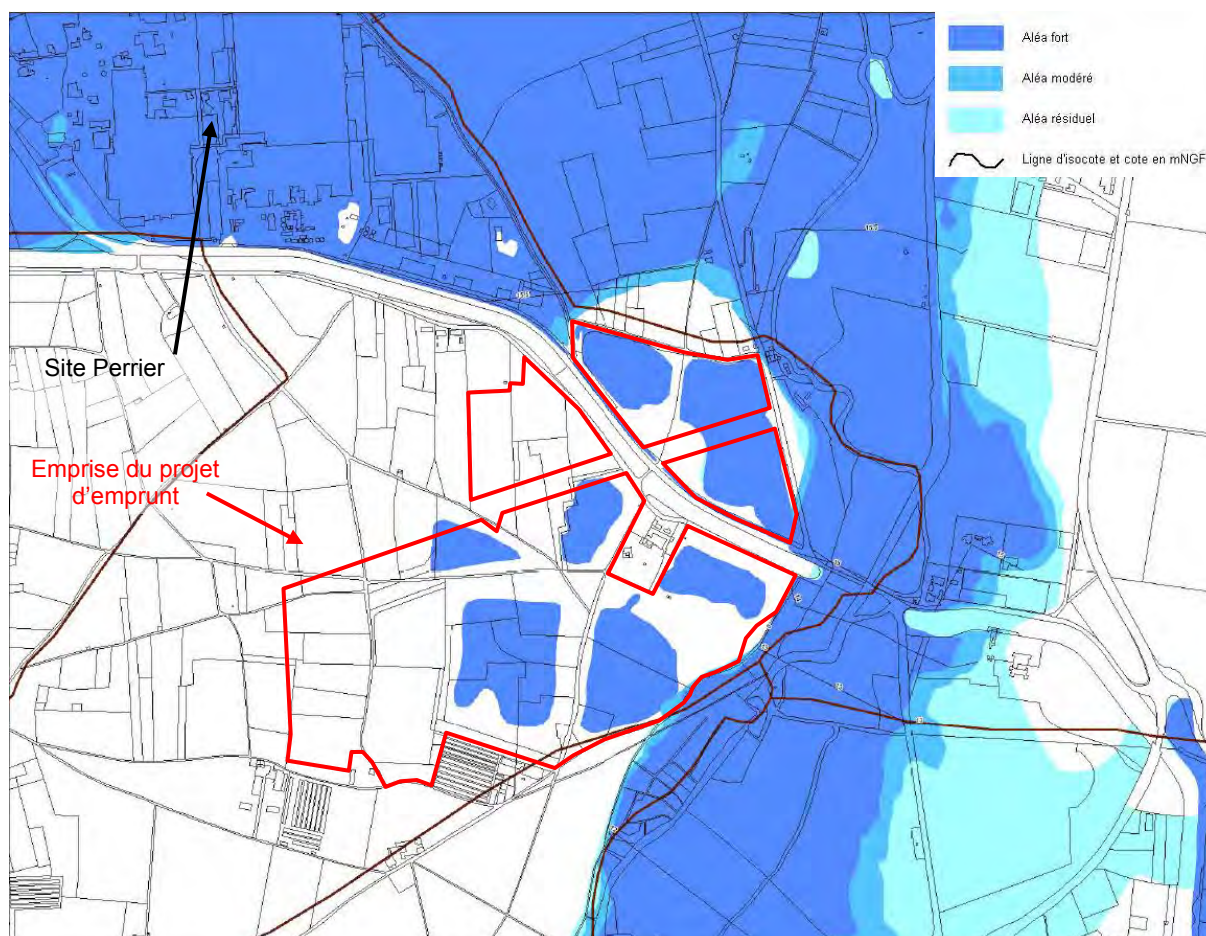 Aléa fort
Aléa modéré
Aléa résiduel
Ligne d'isocote et cote en mNGF
Site Perrier
Emprise du projet
d'emprunt